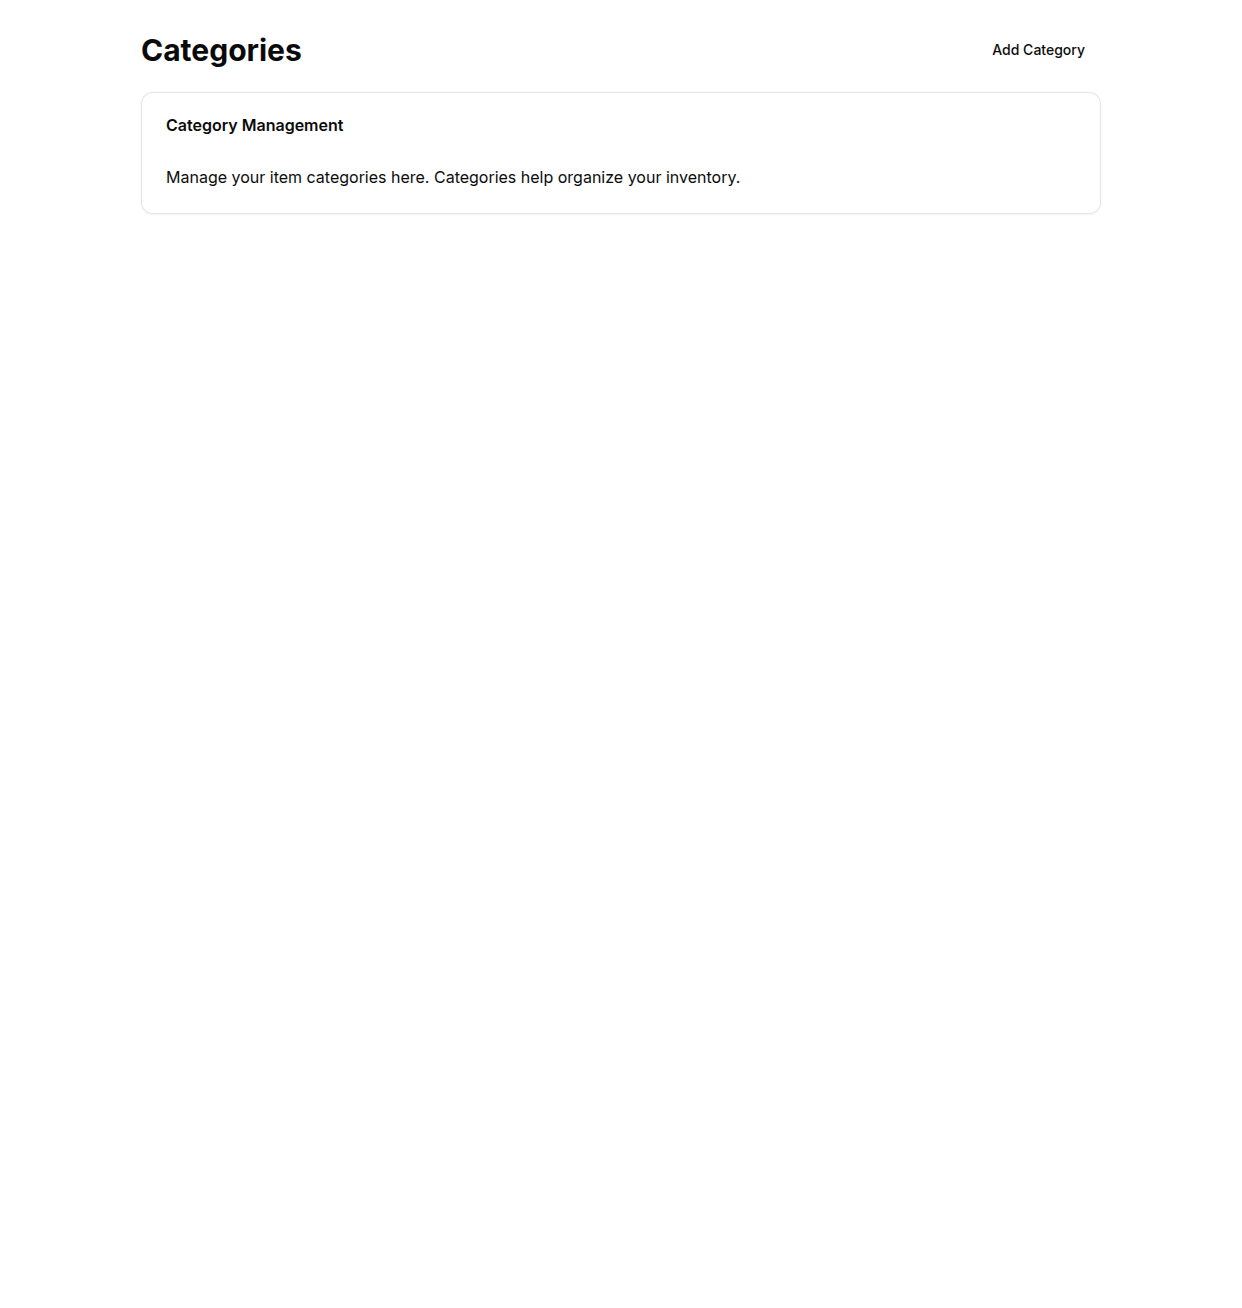 Categories
Add Category
Category Management
Manage your item categories here. Categories help organize your inventory.